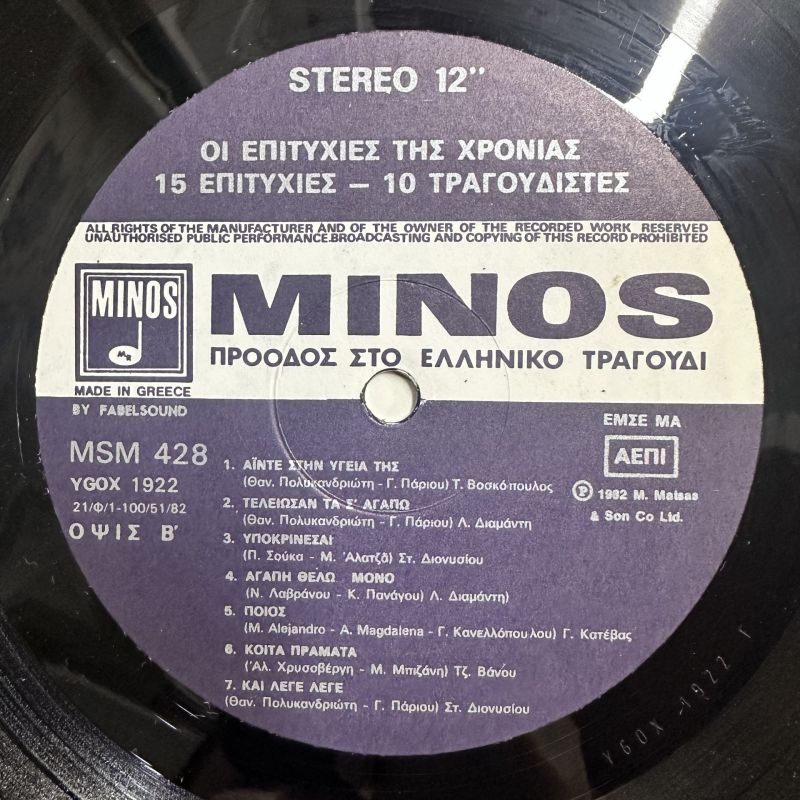 STEREO 12"
ΟΙ ΕΠΙΤΥΧΙΕΣ ΤΗΣ ΧΡΟΝΙΑΣ
15 ΕΠΙΤΥΧΙΕΣ – 10 ΤΡΑΓΟΥΔΙΣΤΕΣ
ALL RIGHTS OF THE MANUFACTURER AND OF THE OWNER OF THE RECORDED WORK RESERVED
UNAUTHORISED PUBLIC PERFORMANCE.BROADCASTING AND COPYING OF THIS RECORD PROHIBITED
MINOS
MR
MADE IN GREECE
BY FABELSOUND
MINOS
ΠΡΟΟΔΟΣ ΣΤΟ ΕΛΛΗΝΙΚΟ ΤΡΑΓΟΥΔΙ
MSM 428
YGOX 1922
21/Φ/1-100/51/82
ΟΨΙΣ Β'
ΕΜΣΕ ΜΑ
ΑΕΠΙ
Ⓟ 1982 M. Matsas
& Son Co Ltd.
1. ΑΪΝΤΕ ΣΤΗΝ ΥΓΕΙΑ ΤΗΣ
(Θαν. Πολυκανδριώτη - Γ. Πάριου) Τ. Βοσκόπουλος
2. ΤΕΛΕΙΩΣΑΝ ΤΑ Σ' ΑΓΑΠΩ
(Θαν. Πολυκανδριώτη - Γ. Πάριου) Λ. Διαμάντη
3. ΥΠΟΚΡΙΝΕΣΑΙ
(Π. Σούκα - Μ. 'Αλατζᾶ) Στ. Διονυσίου
4. ΑΓΑΠΗ ΘΕΛΩ ΜΟΝΟ
(Ν. Λαβράνου - Κ. Πανάγου) Λ. Διαμάντη)
5. ΠΟΙΟΣ
(M. Alejandro - A. Magdalena - Γ. Κανελλόπουλου) Γ. Κατέβας
6. ΚΟΙΤΑ ΠΡΑΜΑΤΑ
('Αλ. Χρυσοβέργη - Μ. Μπιζάνη) Τζ. Βάνου
7. ΚΑΙ ΛΕΓΕ ΛΕΓΕ
(Θαν. Πολυκανδριώτη - Γ. Πάριου) Στ. Διονυσίου
YGOX 1922 1